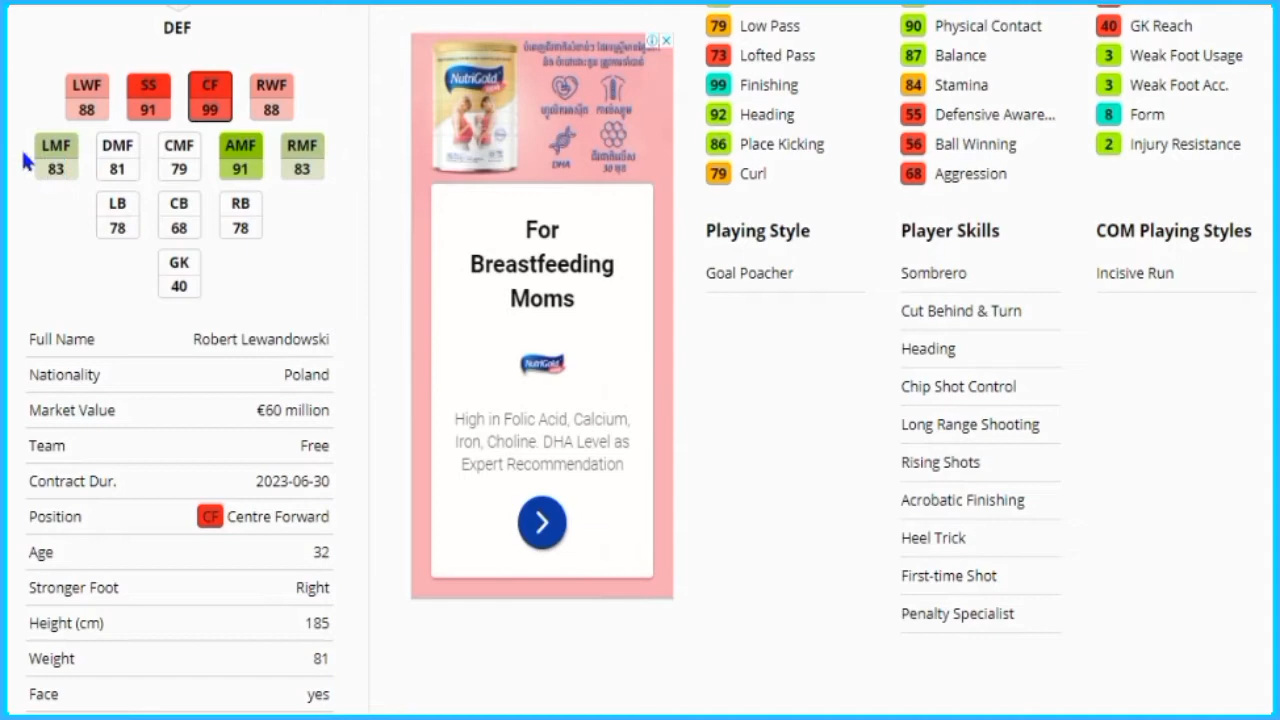 DEF
LWF SS CF RWF
88 91 99 88
LMF DMF CMF AMF RMF
83 81 79 91 83
LB CB RB
78 68 78
GK
40
Full Name Robert Lewandowski
Nationality Poland
Market Value €60 million
Team Free
Contract Dur. 2023-06-30
Position CF Centre Forward
Age 32
Stronger Foot Right
Height (cm) 185
Weight 81
Face yes
NutriGold
DHA
For
Breastfeeding
Moms
NutriGold
High in Folic Acid, Calcium,
Iron, Choline. DHA Level as
Expert Recommendation
79 Low Pass
73 Lofted Pass
99 Finishing
92 Heading
86 Place Kicking
79 Curl
90 Physical Contact
87 Balance
84 Stamina
55 Defensive Aware...
56 Ball Winning
68 Aggression
40 GK Reach
3 Weak Foot Usage
3 Weak Foot Acc.
8 Form
2 Injury Resistance
Playing Style
Goal Poacher
Player Skills
Sombrero
Cut Behind & Turn
Heading
Chip Shot Control
Long Range Shooting
Rising Shots
Acrobatic Finishing
Heel Trick
First-time Shot
Penalty Specialist
COM Playing Styles
Incisive Run